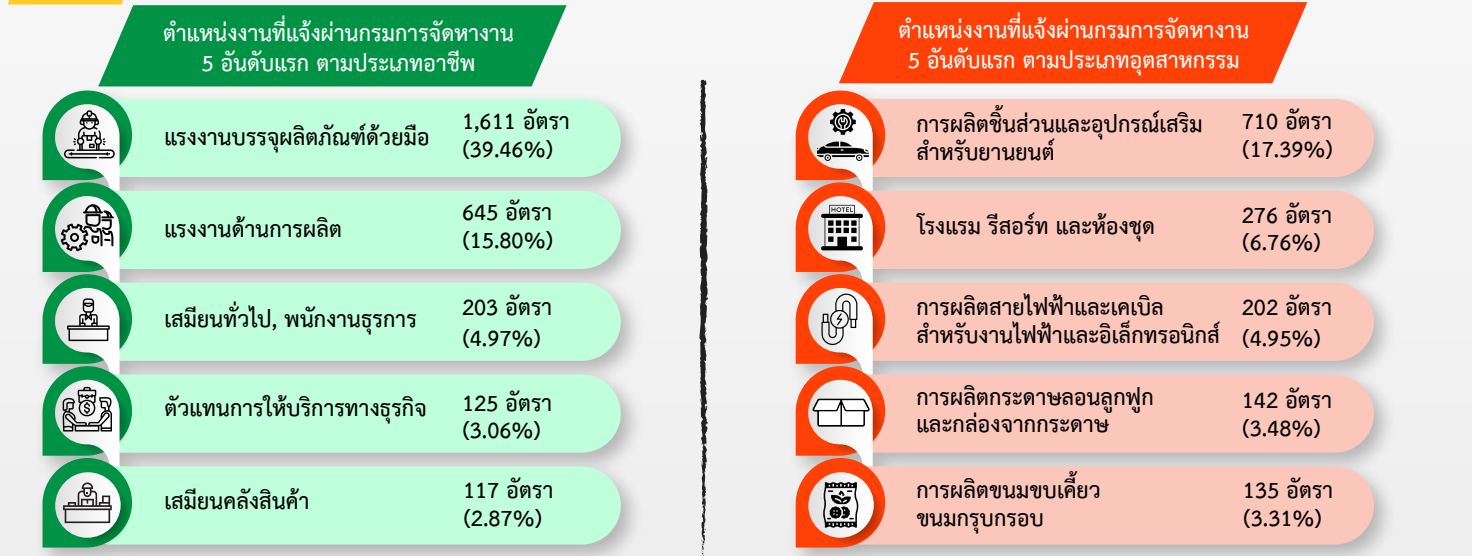 ตำแหน่งงานที่แจ้งผ่านกรมการจัดหางาน
5 อันดับแรก ตามประเภทอาชีพ
แรงงานบรรจุผลิตภัณฑ์ด้วยมือ
1,611 อัตรา
(39.46%)
แรงงานด้านการผลิต
645 อัตรา
(15.80%)
เสมียนทั่วไป, พนักงานธุรการ
203 อัตรา
(4.97%)
ตัวแทนการให้บริการทางธุรกิจ
125 อัตรา
(3.06%)
เสมียนคลังสินค้า
117 อัตรา
(2.87%)
ตำแหน่งงานที่แจ้งผ่านกรมการจัดหางาน
5 อันดับแรก ตามประเภทอุตสาหกรรม
การผลิตชิ้นส่วนและอุปกรณ์เสริม
สำหรับยานยนต์
710 อัตรา
(17.39%)
HOTEL
โรงแรม รีสอร์ท และห้องชุด
276 อัตรา
(6.76%)
การผลิตสายไฟฟ้าและเคเบิล
สำหรับงานไฟฟ้าและอิเล็กทรอนิกส์
202 อัตรา
(4.95%)
การผลิตกระดาษลอนลูกฟูก
และกล่องจากกระดาษ
142 อัตรา
(3.48%)
การผลิตขนมขบเคี้ยว
ขนมกรุบกรอบ
135 อัตรา
(3.31%)